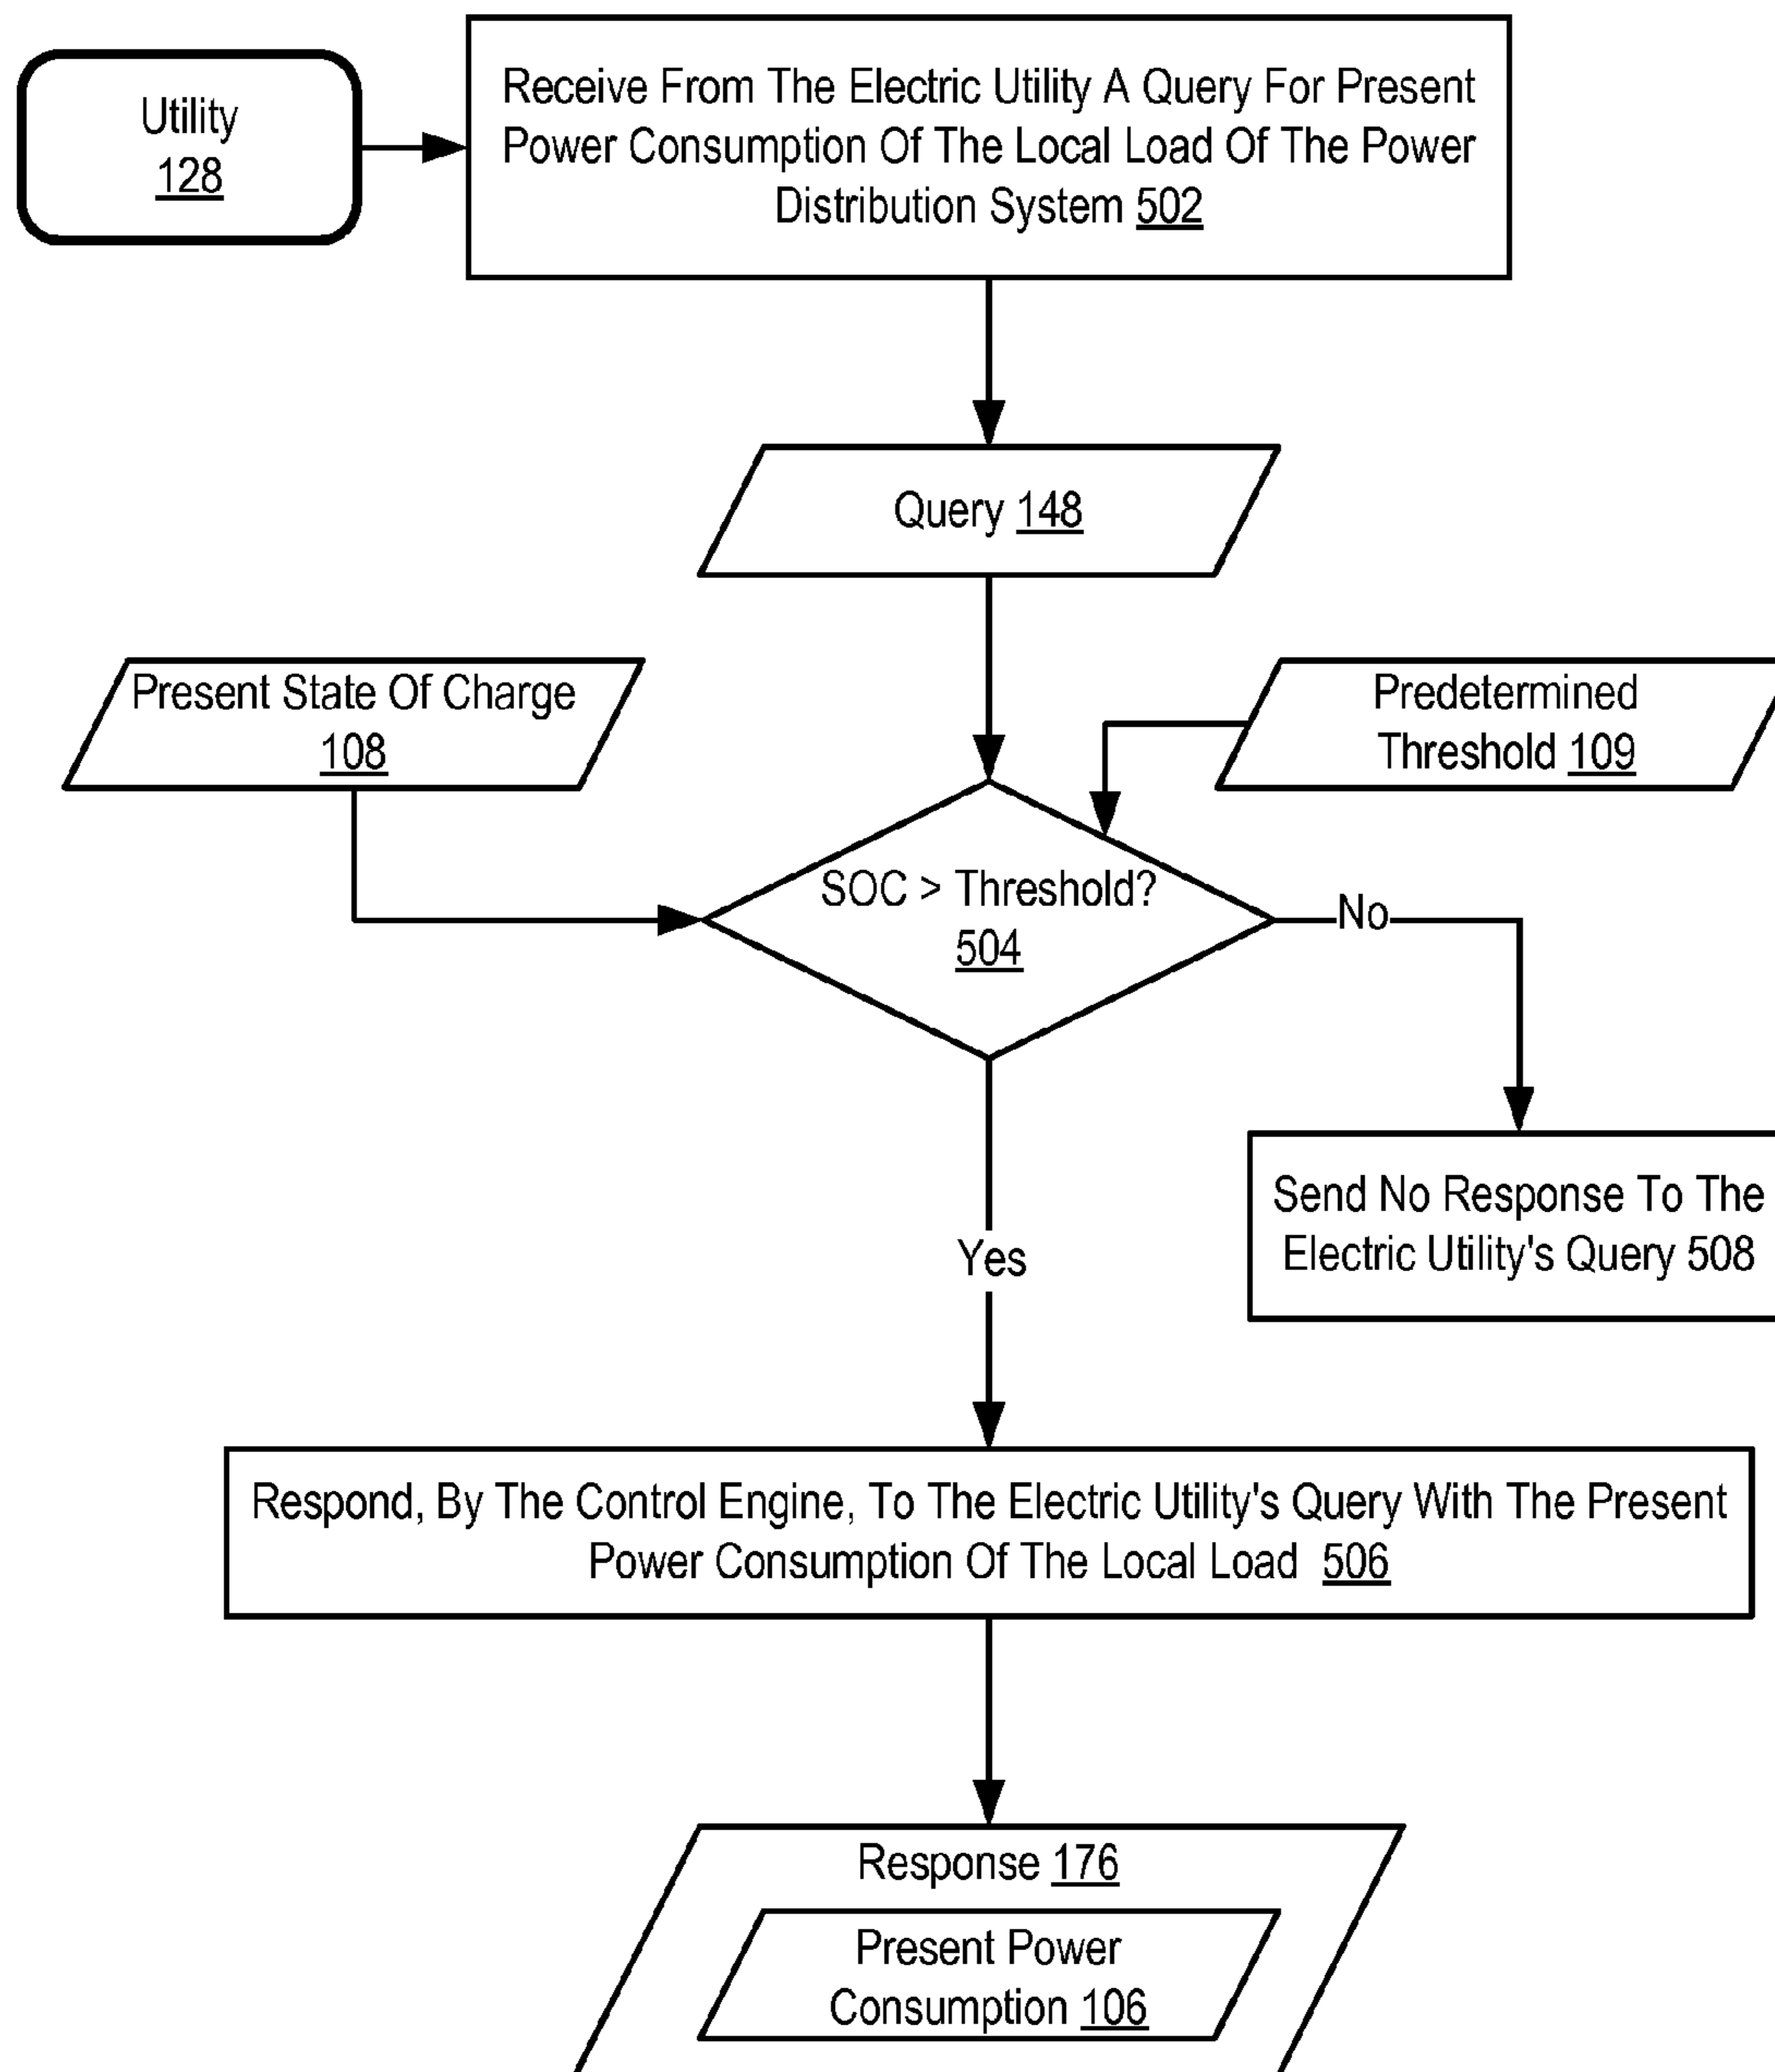 Utility
128
Receive From The Electric Utility A Query For Present
Power Consumption Of The Local Load Of The Power
Distribution System 502
Query 148
Present State Of Charge
108
Predetermined
Threshold 109
SOC > Threshold?
504
No
Send No Response To The
Electric Utility's Query 508
Yes
Respond, By The Control Engine, To The Electric Utility's Query With The Present
Power Consumption Of The Local Load 506
Response 176
Present Power
Consumption 106